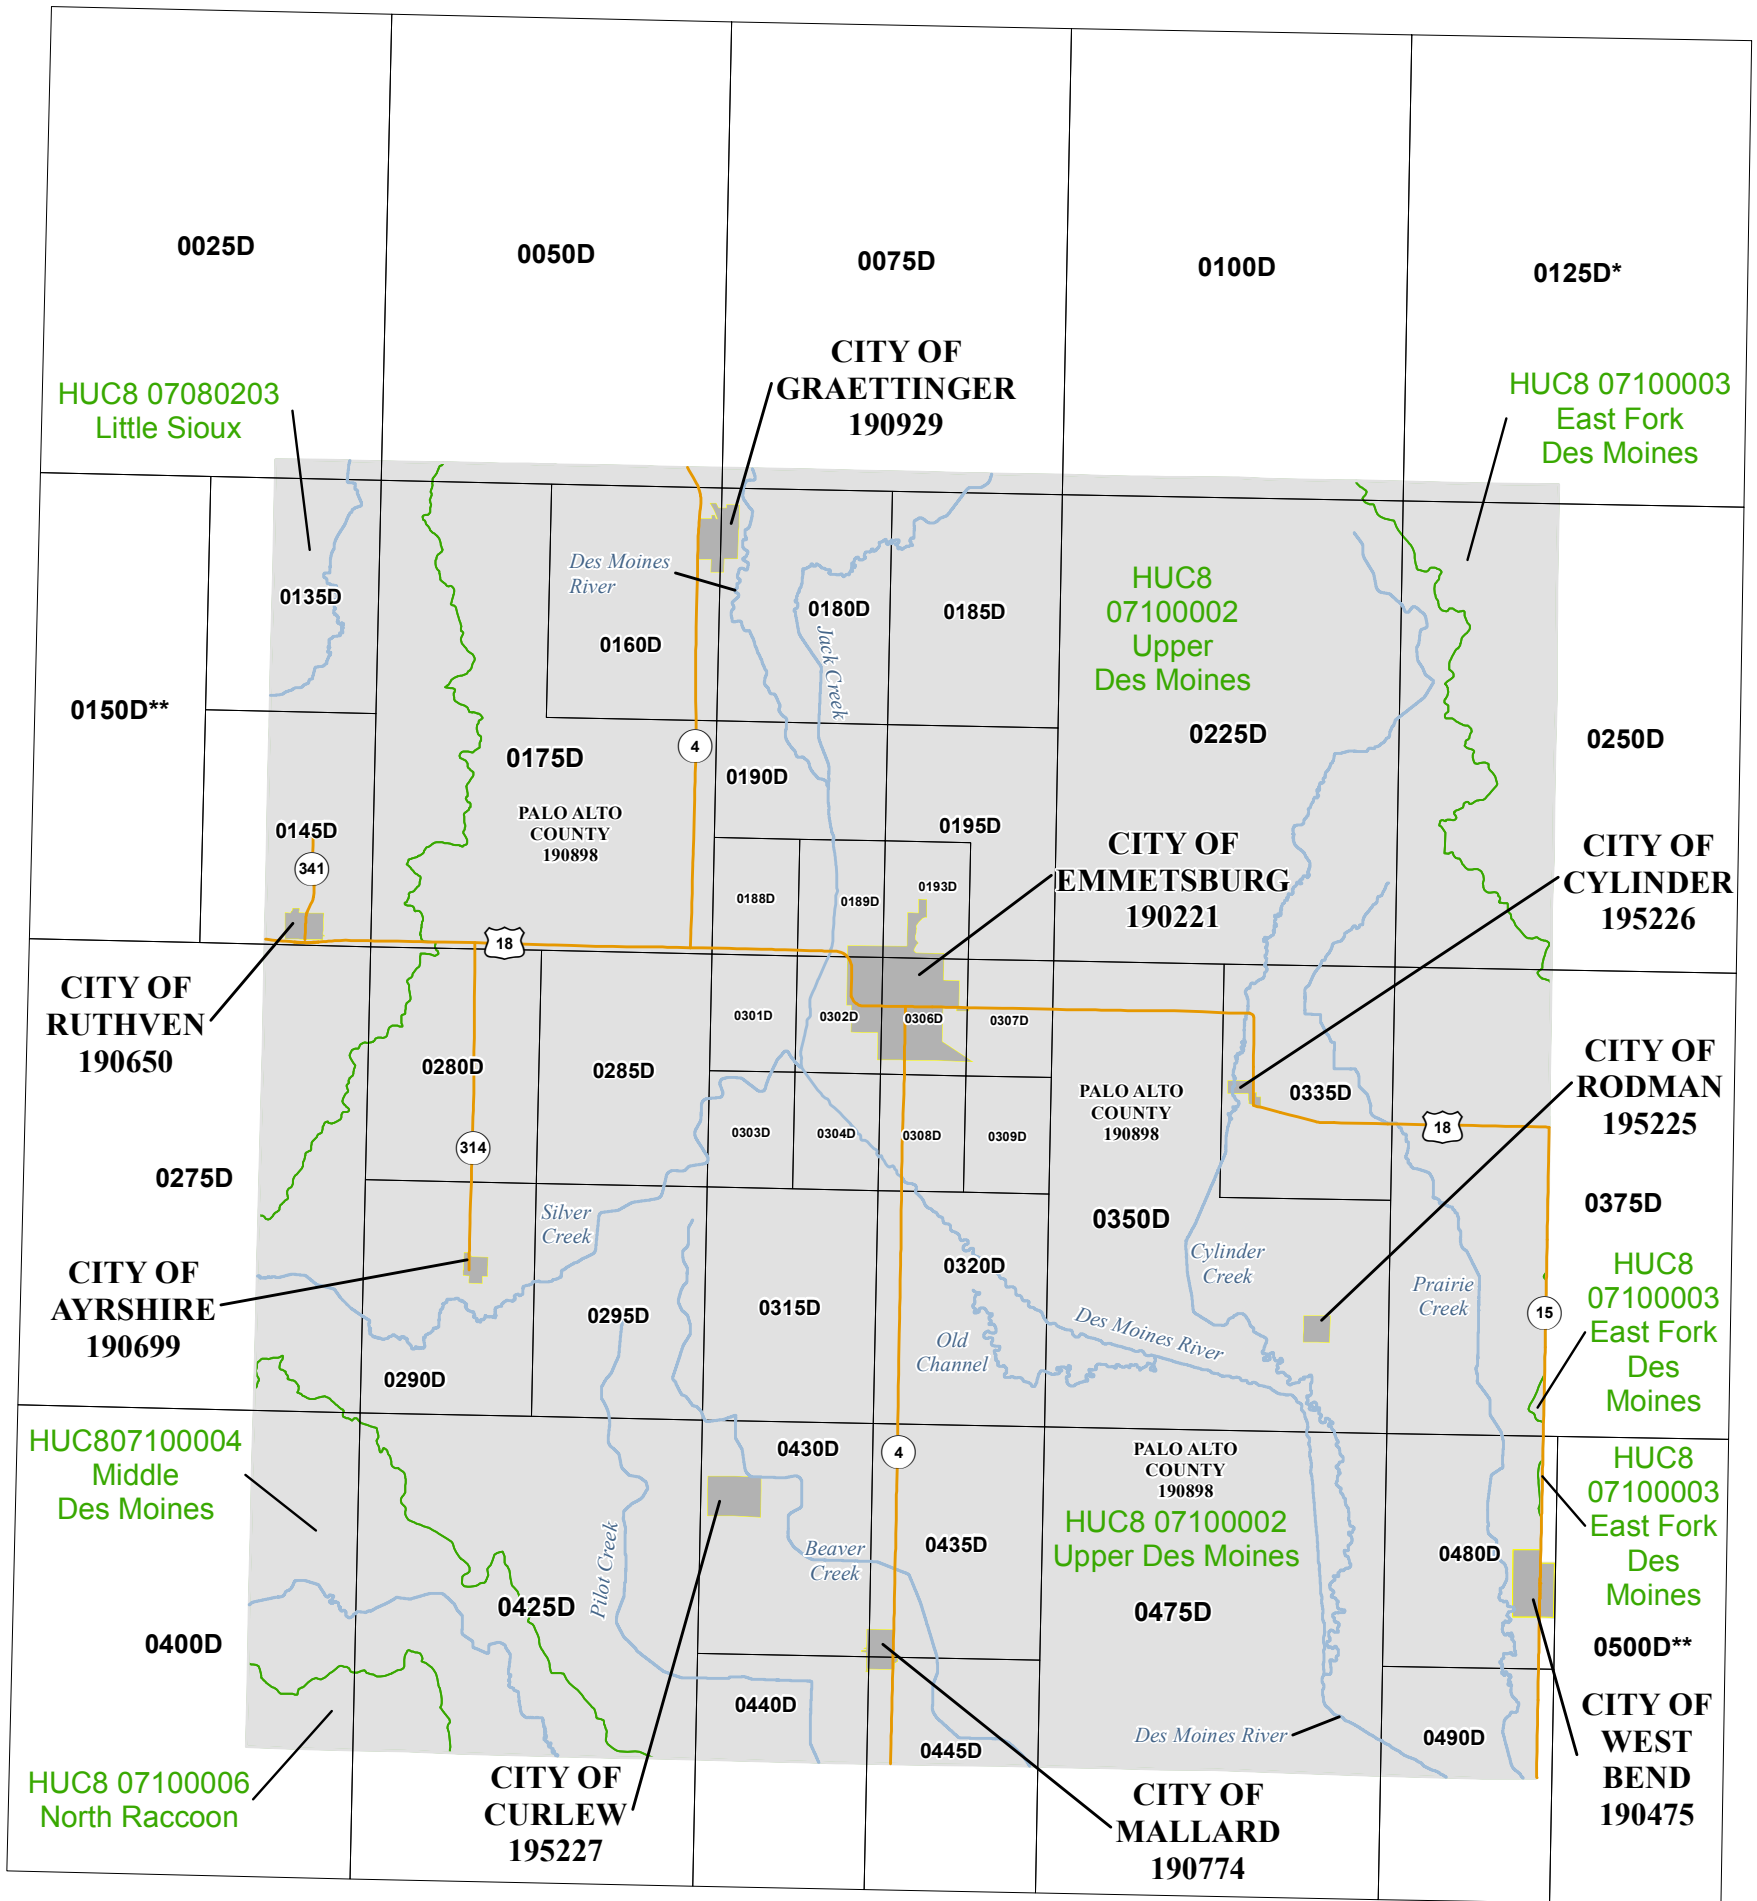 0025D
0050D
0075D
0100D
0125D*
CITY OF
GRAETTINGER
190929
HUC8 07080203
Little Sioux
HUC8 07100003
East Fork
Des Moines
Des Moines
River
0135D
0160D
0180D
0185D
Jack Creek
HUC8
07100002
Upper
Des Moines
0150D**
0175D
4
0190D
0225D
0250D
PALO ALTO
COUNTY
190898
0145D
341
0195D
0188D
0189D
0193D
CITY OF
EMMETSBURG
190221
CITY OF
CYLINDER
195226
18
CITY OF
RUTHVEN
190650
0301D
0302D
0306D
0307D
0280D
0285D
PALO ALTO
COUNTY
190898
0335D
CITY OF
RODMAN
195225
0303D
0304D
0308D
0309D
314
18
0275D
0350D
0375D
Silver
Creek
Cylinder
Creek
0320D
Prairie
Creek
HUC8
07100003
East Fork
Des
Moines
CITY OF
AYRSHIRE
190699
0295D
0315D
15
Old
Channel
Des Moines River
0290D
HUC807100004
Middle
Des Moines
0430D
4
PALO ALTO
COUNTY
190898
HUC8 07100002
Upper Des Moines
HUC8
07100003
East Fork
Des
Moines
Pilot Creek
Beaver
Creek
0435D
0480D
0400D
0425D
0475D
0500D**
0440D
0445D
Des Moines River
0490D
CITY OF
WEST
BEND
190475
HUC8 07100006
North Raccoon
CITY OF
CURLEW
195227
CITY OF
MALLARD
190774